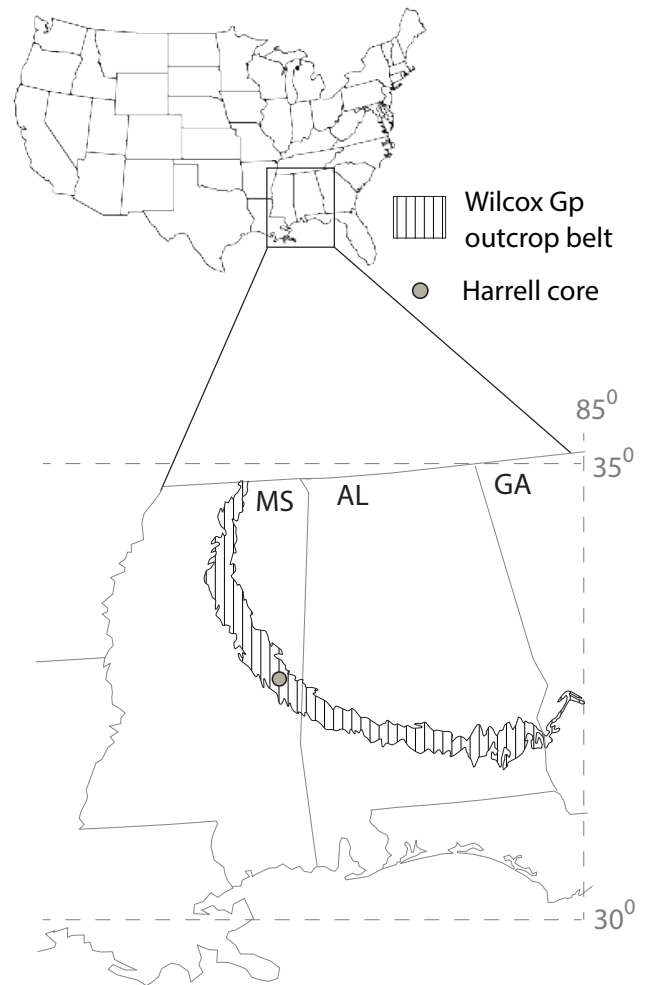 Wilcox Gp
outcrop belt
Harrell core
85⁰
35⁰
MS
AL
GA
30⁰